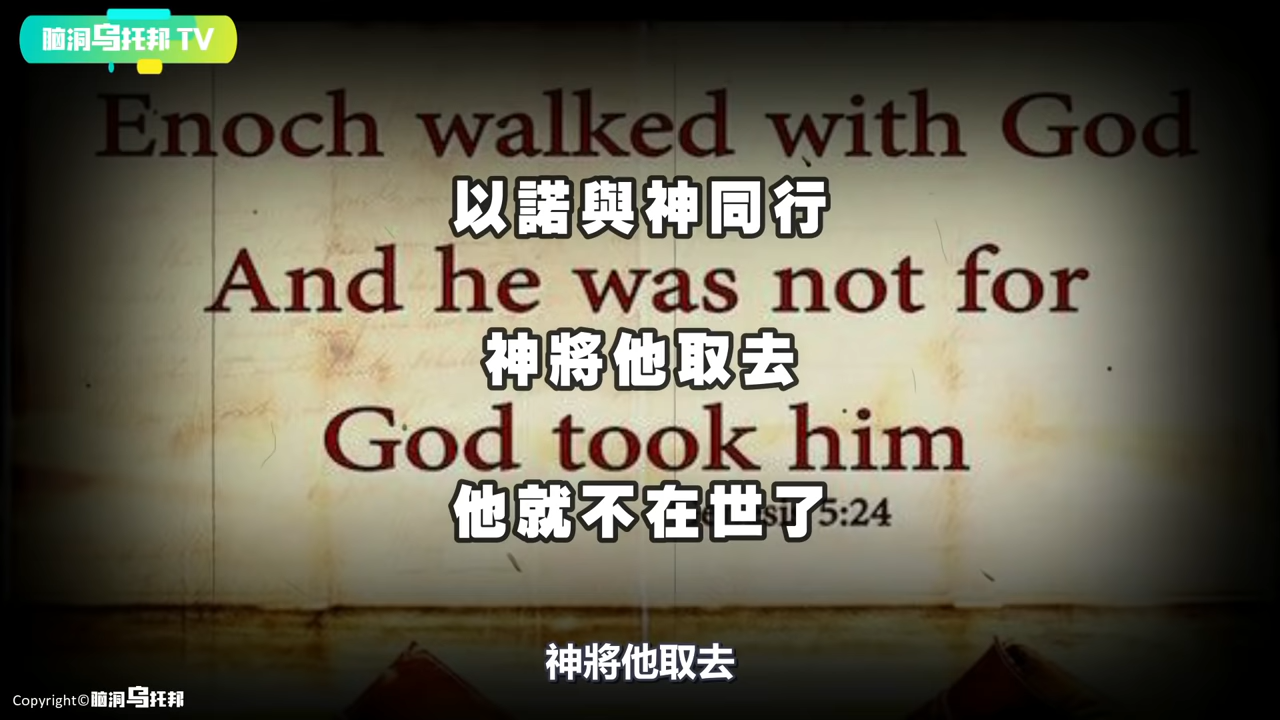 脑洞乌托邦 TV
Enoch walked with God
以諾與神同行
And he was not for
神將他取去
God took him
他就不在世了
5:24
神將他取去
Copyright©脑洞乌托邦